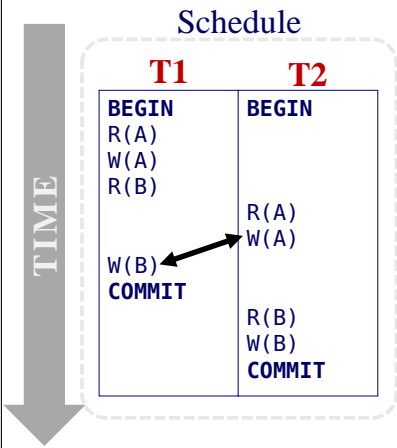 Schedule
T1 T2
BEGIN BEGIN
R(A)
W(A)
R(B)
R(A)
W(A)
W(B)
COMMIT
R(B)
W(B)
COMMIT
TIME